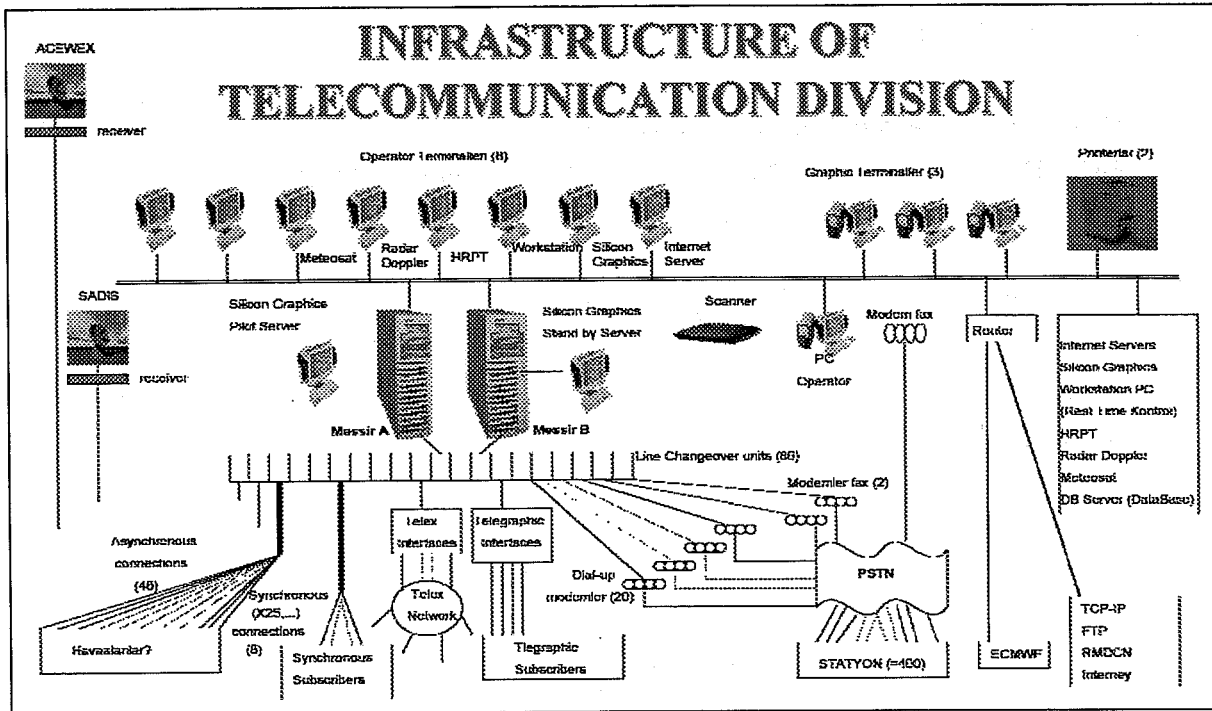 INFRASTRUCTURE OF
TELECOMMUNICATION DIVISION
ACEWEX
receiver
Operator Terminalleri (8)
Graphic Terminaller (3)
Printerlar (2)
Meteosat
Radar
Doppler
HRPT
Workstation
Silicon
Graphics
Internet
Server
SADIS
receiver
Silicon Graphics
Pilot Server
Silicon Graphics
Stand by Server
Scanner
PC
Operator
Modem fax
Router
Internet Servers
Silicon Graphics
Workstation PC
(Real Time Kontrol)
HRPT
Radar Doppler
Meteosat
DB Server (DataBase)
Messir A
Messir B
Line Changeover units (86)
Modemler fax (2)
Asynchronous
connections
(46)
Synchronous
(X25,...)
connections
(8)
Telex
Interfaces
Telegraphic
Interfaces
Dial-up
modemler (20)
PSTN
Telex
Network
Synchronous
Subscribers
Tlegraphic
Subscribers
STATYON (=400)
ECMWF
TCP-IP
FTP
RMDCN
Interney